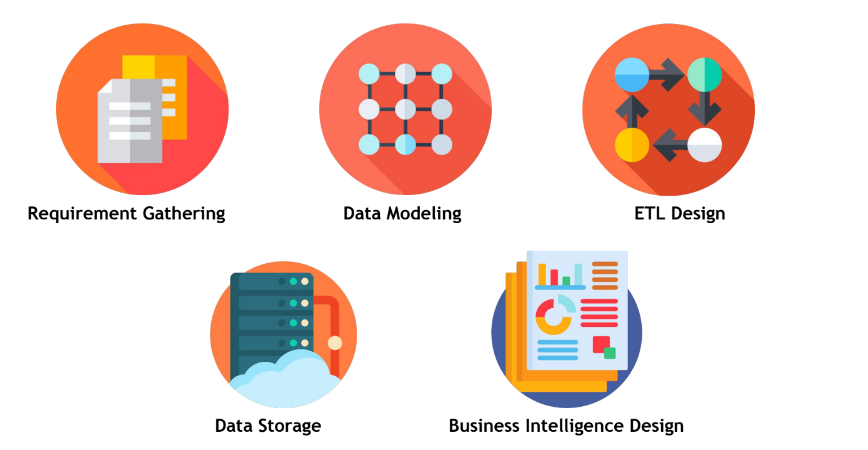 Requirement Gathering
Data Modeling
ETL Design
Data Storage
Business Intelligence Design